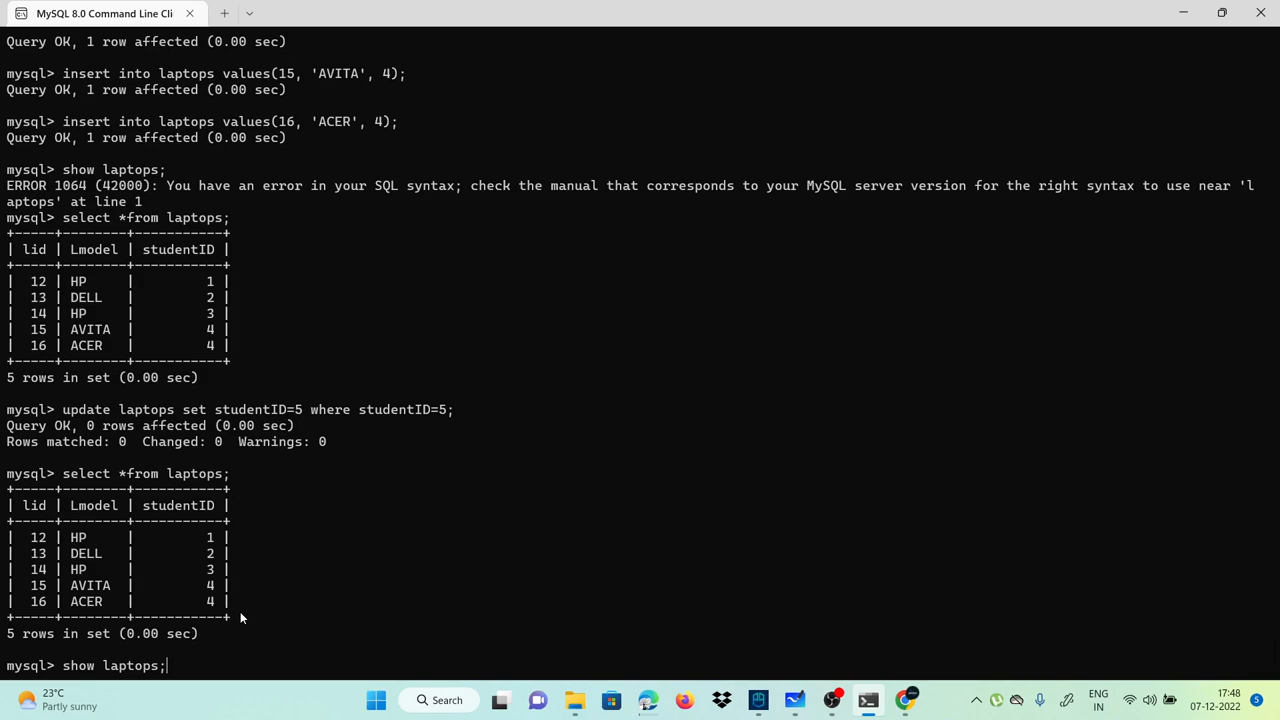 MySQL 8.0 Command Line Cli
Query OK, 1 row affected (0.00 sec)
mysql> insert into laptops values(15, 'AVITA', 4);
Query OK, 1 row affected (0.00 sec)
mysql> insert into laptops values(16, 'ACER', 4);
Query OK, 1 row affected (0.00 sec)
mysql> show laptops;
ERROR 1064 (42000): You have an error in your SQL syntax; check the manual that corresponds to your MySQL server version for the right syntax to use near 'l
aptops' at line 1
mysql> select *from laptops;
+-----+--------+-----------+
| lid | Lmodel | studentID |
+-----+--------+-----------+
|  12 | HP     |         1 |
|  13 | DELL   |         2 |
|  14 | HP     |         3 |
|  15 | AVITA  |         4 |
|  16 | ACER   |         4 |
+-----+--------+-----------+
5 rows in set (0.00 sec)
mysql> update laptops set studentID=5 where studentID=5;
Query OK, 0 rows affected (0.00 sec)
Rows matched: 0  Changed: 0  Warnings: 0
mysql> select *from laptops;
+-----+--------+-----------+
| lid | Lmodel | studentID |
+-----+--------+-----------+
|  12 | HP     |         1 |
|  13 | DELL   |         2 |
|  14 | HP     |         3 |
|  15 | AVITA  |         4 |
|  16 | ACER   |         4 |
+-----+--------+-----------+
5 rows in set (0.00 sec)
mysql> show laptops;
23°C
Partly sunny
Search
ENG
IN
17:48
07-12-2022
5